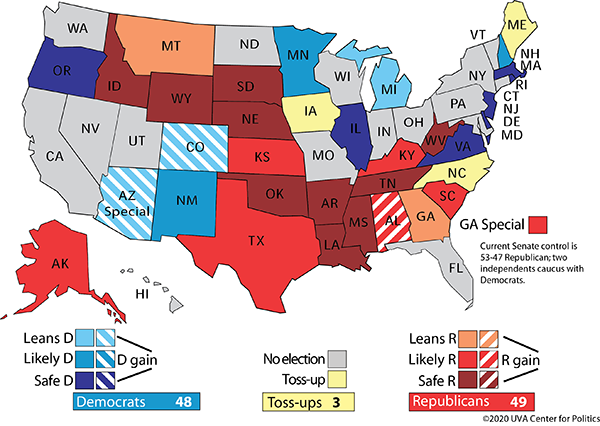 WA
OR
CA
NV
ID
MT
WY
UT
AZ
Special
CO
NM
ND
SD
NE
KS
OK
TX
MN
IA
MO
AR
LA
WI
IL
MS
MI
IN
OH
KY
TN
AL
GA
FL
SC
NC
WV
VA
PA
NY
VT
ME
NH
MA
RI
CT
NJ
DE
MD
AK
HI
GA Special
Current Senate control is
53-47 Republican; two
independents caucus with
Democrats.
Leans D
Likely D
D gain
Safe D
Democrats 48
No election
Toss-up
Toss-ups 3
Leans R
Likely R
R gain
Safe R
Republicans 49
©2020 UVA Center for Politics